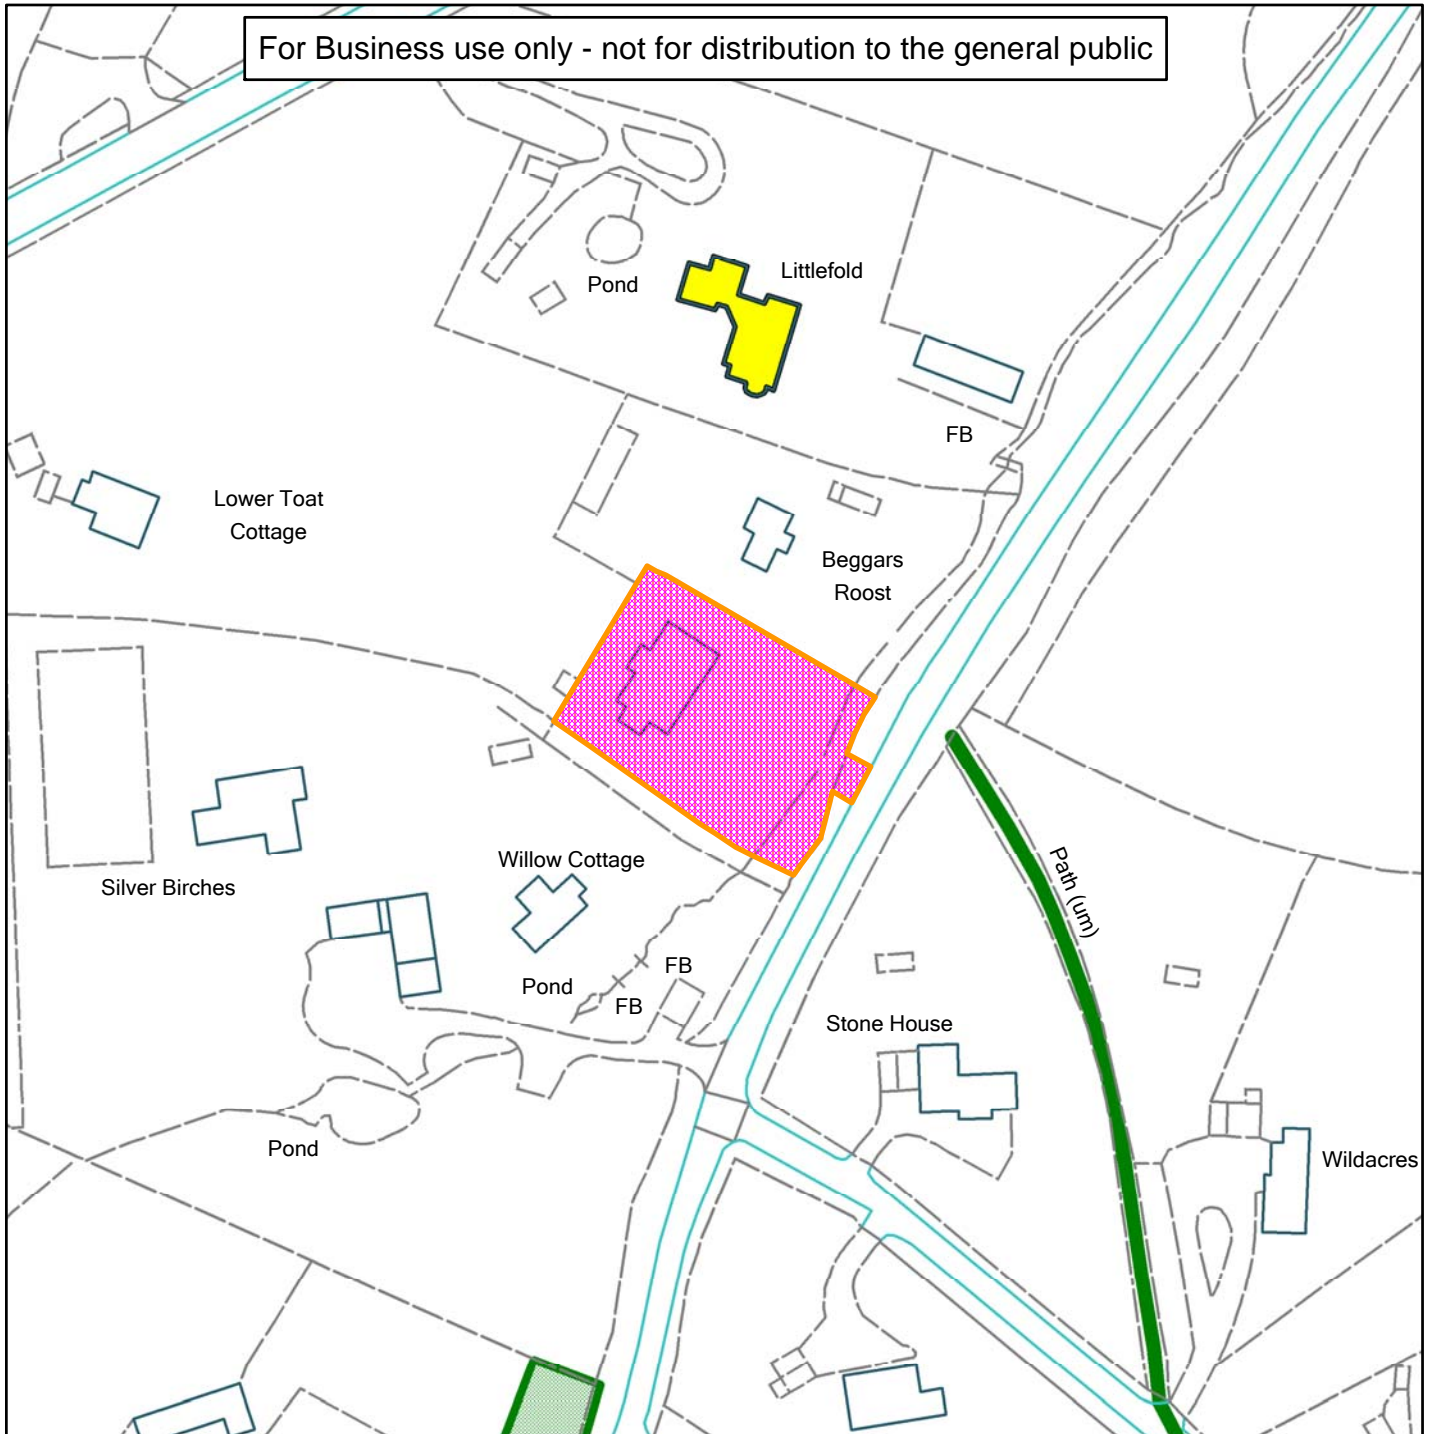 For Business use only - not for distribution to the general public
Littlefold
Pond
FB
Lower Toat
Cottage
Beggars
Roost
Willow Cottage
Silver Birches
Path (um)
FB
Pond
FB
Stone House
Pond
Wildacres